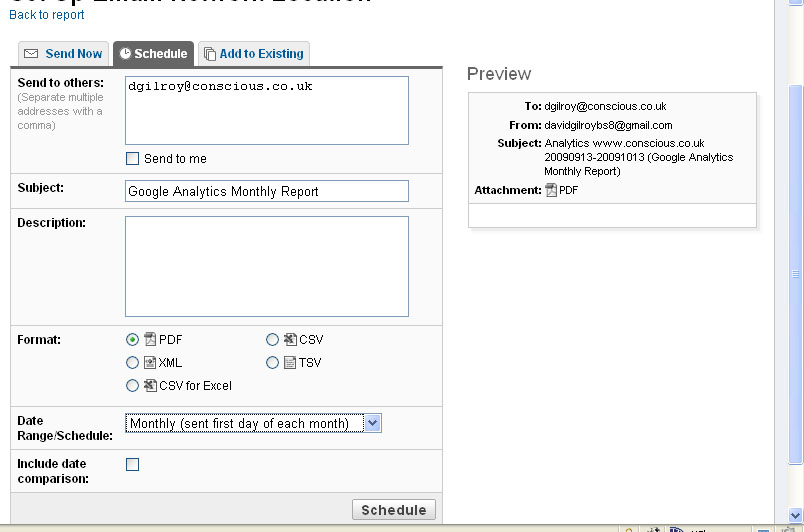 Back to report
Send Now
Schedule
Add to Existing
Send to others:
(Separate multiple
addresses with a
comma)
dgilroy@conscious.co.uk
Send to me
Subject:
Google Analytics Monthly Report
Description:
Format:
PDF
CSV
XML
TSV
CSV for Excel
Date
Range/Schedule:
Monthly (sent first day of each month)
Include date
comparison:
Schedule
Preview
To: dgilroy@conscious.co.uk
From: davidgilroybs8@gmail.com
Subject: Analytics www.conscious.co.uk
20090913-20091013 (Google Analytics
Monthly Report)
Attachment: PDF